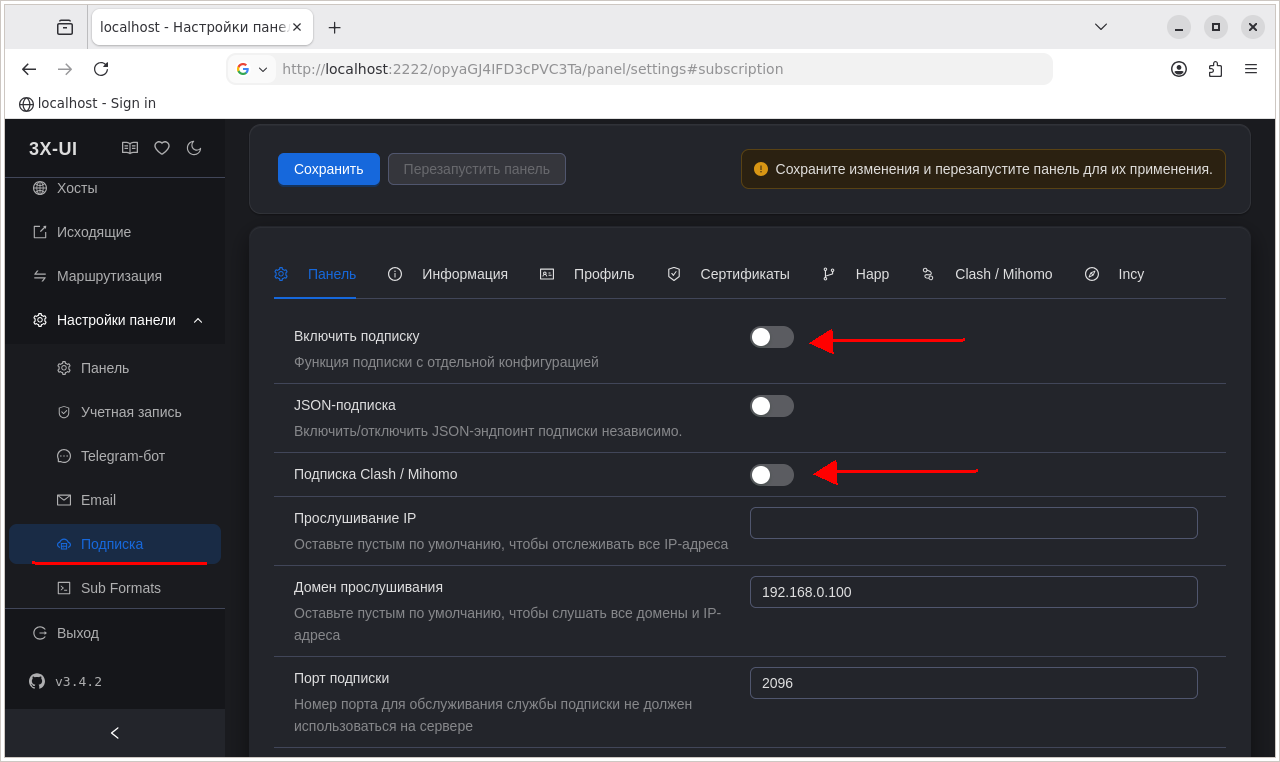 localhost - Настройки пане
http://localhost:2222/opyaGJ4IFD3cPVC3Ta/panel/settings#subscription
localhost - Sign in
3X-UI
Хосты
Исходящие
Маршрутизация
Настройки панели
Панель
Учетная запись
Telegram-бот
Email
Подписка
Sub Formats
Выход
v3.4.2
Сохранить
Перезапустить панель
Сохраните изменения и перезапустите панель для их применения.
Панель
Информация
Профиль
Сертификаты
Happ
Clash / Mihomo
Incy
Включить подписку
Функция подписки с отдельной конфигурацией
JSON-подписка
Включить/отключить JSON-эндпоинт подписки независимо.
Подписка Clash / Mihomo
Прослушивание IP
Оставьте пустым по умолчанию, чтобы отслеживать все IP-адреса
Домен прослушивания
192.168.0.100
Оставьте пустым по умолчанию, чтобы слушать все домены и IP-
адреса
Порт подписки
2096
Номер порта для обслуживания службы подписки не должен
использоваться на сервере